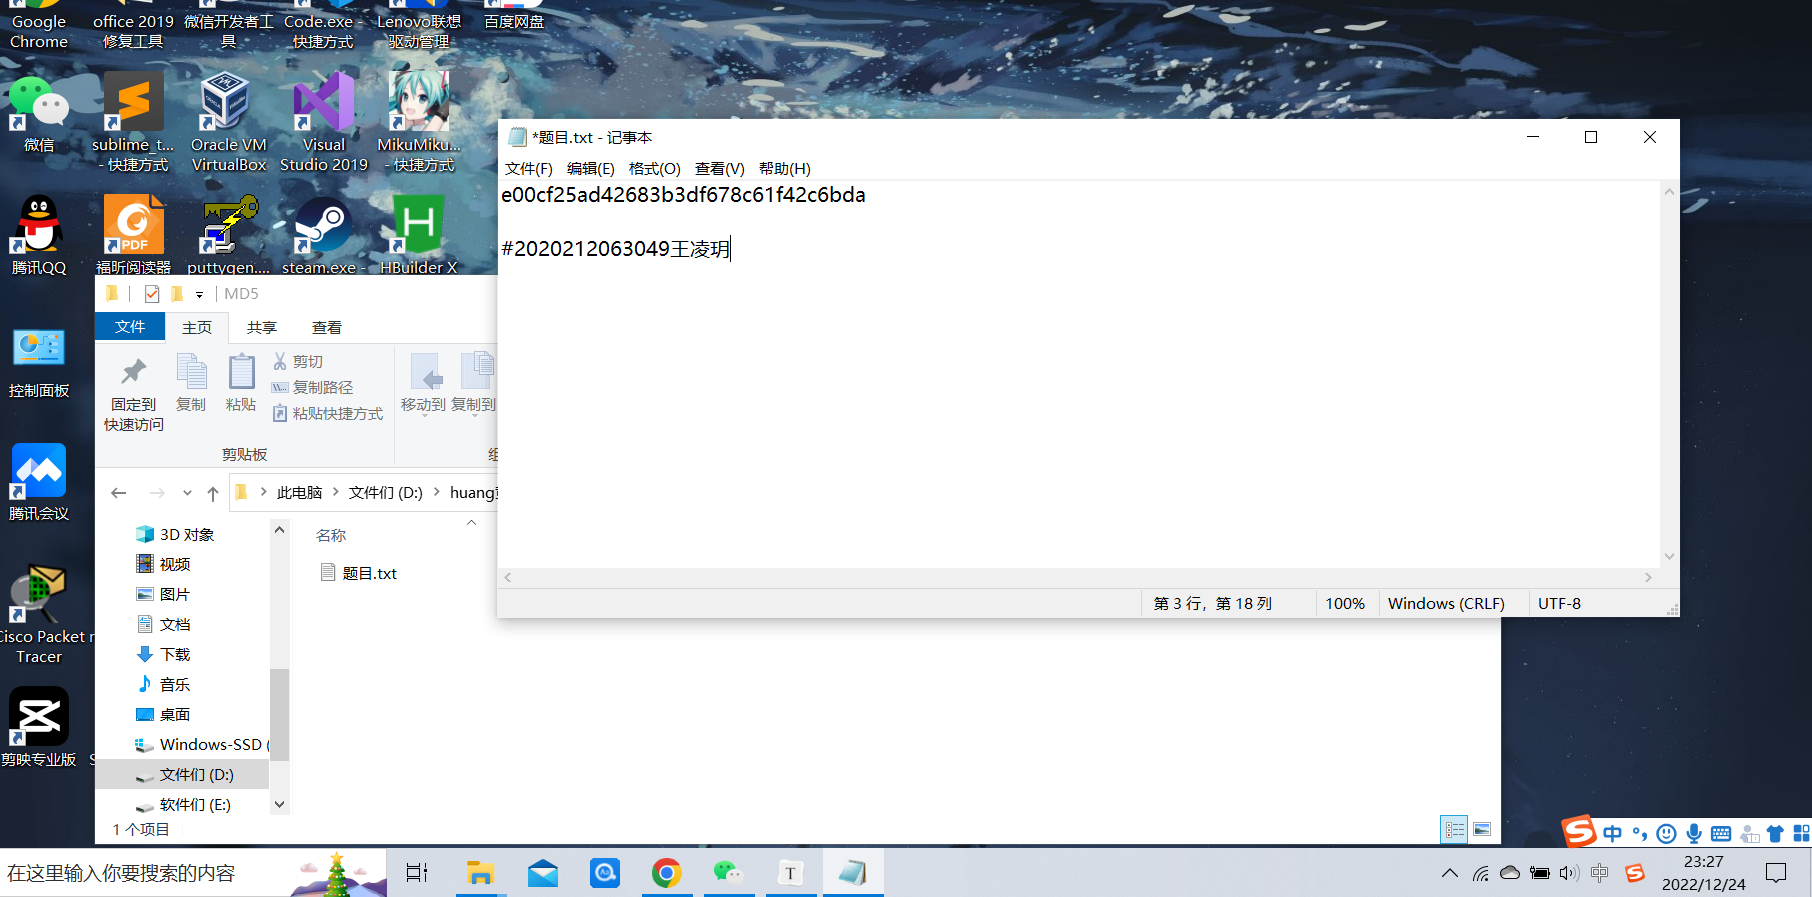 Google
Chrome
office 2019
修复工具
微信开发者工
具
Code.exe -
快捷方式
Lenovo联想
驱动管理
百度网盘
微信
sublime_t...
- 快捷方式
Oracle VM
VirtualBox
Visual
Studio 2019
MikuMiku...
- 快捷方式
腾讯QQ
PDF
福昕阅读器
puttygen....
steam.exe -
HBuilder X
控制面板
腾讯会议
Cisco Packet
Tracer
剪映专业版
*题目.txt - 记事本
文件(F) 编辑(E) 格式(O) 查看(V) 帮助(H)
e00cf25ad42683b3df678c61f42c6bda
#2020212063049王凌玥
第 3 行，第 18 列
100%
Windows (CRLF)
UTF-8
MD5
文件 主页 共享 查看
固定到
快速访问
复制
粘贴
剪切
复制路径
粘贴快捷方式
移动到
复制到
剪贴板
此电脑 > 文件们 (D:) > huang
名称
题目.txt
3D 对象
视频
图片
文档
下载
音乐
桌面
Windows-SSD (
文件们 (D:)
软件们 (E:)
1 个项目
中
在这里输入你要搜索的内容
T
中
23:27
2022/12/24